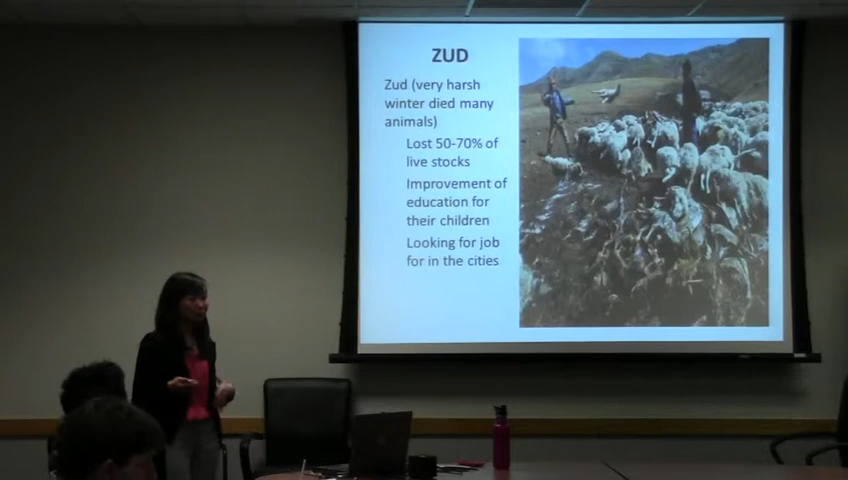 ZUD
Zud (very harsh
winter died many
animals)
Lost 50-70% of
live stocks
Improvement of
education for
their children
Looking for job
for in the cities